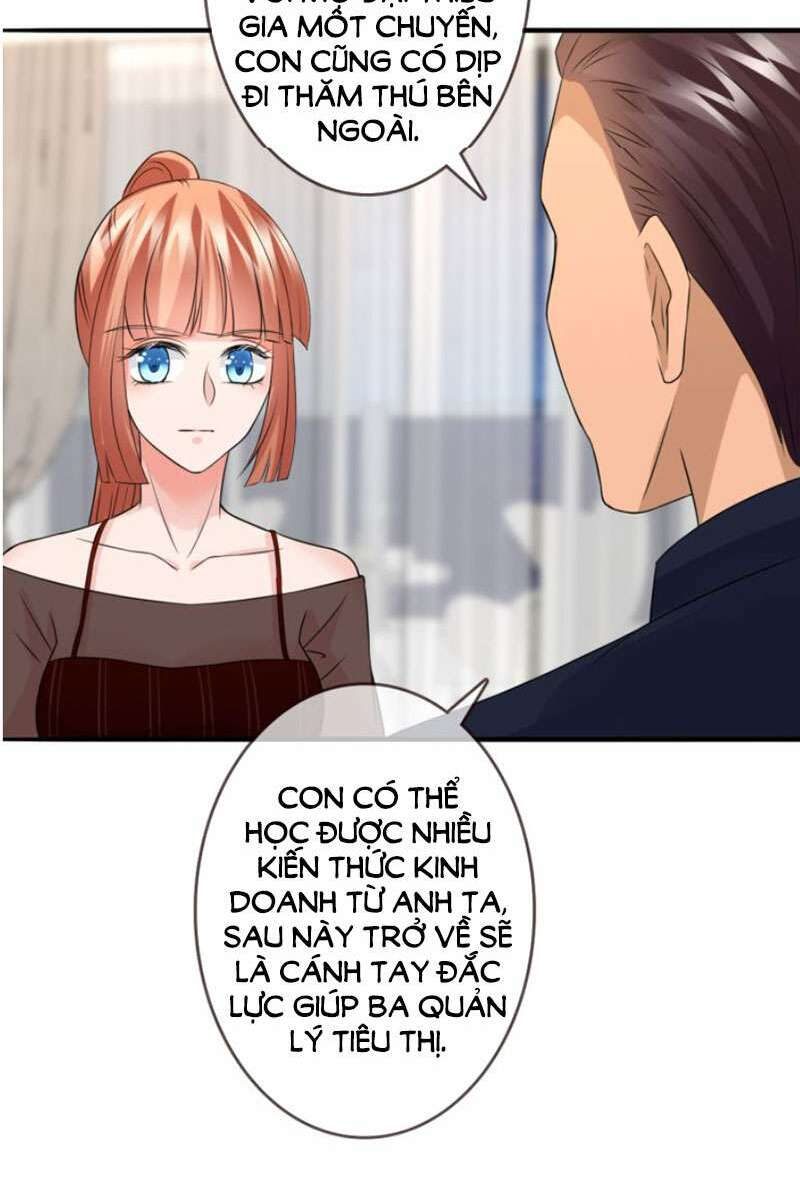 GIA MỘT CHUYẾN,
CON CŨNG CÓ DỊP
ĐI THĂM THÚ BÊN
NGOÀI.
CON CÓ THỂ
HỌC ĐƯỢC NHIỀU
KIẾN THỨC KINH
DOANH TỪ ANH TA,
SAU NÀY TRỞ VỀ SẼ
LÀ CÁNH TAY ĐẮC
LỰC GIÚP BA QUẢN
LÝ TIÊU THỊ.